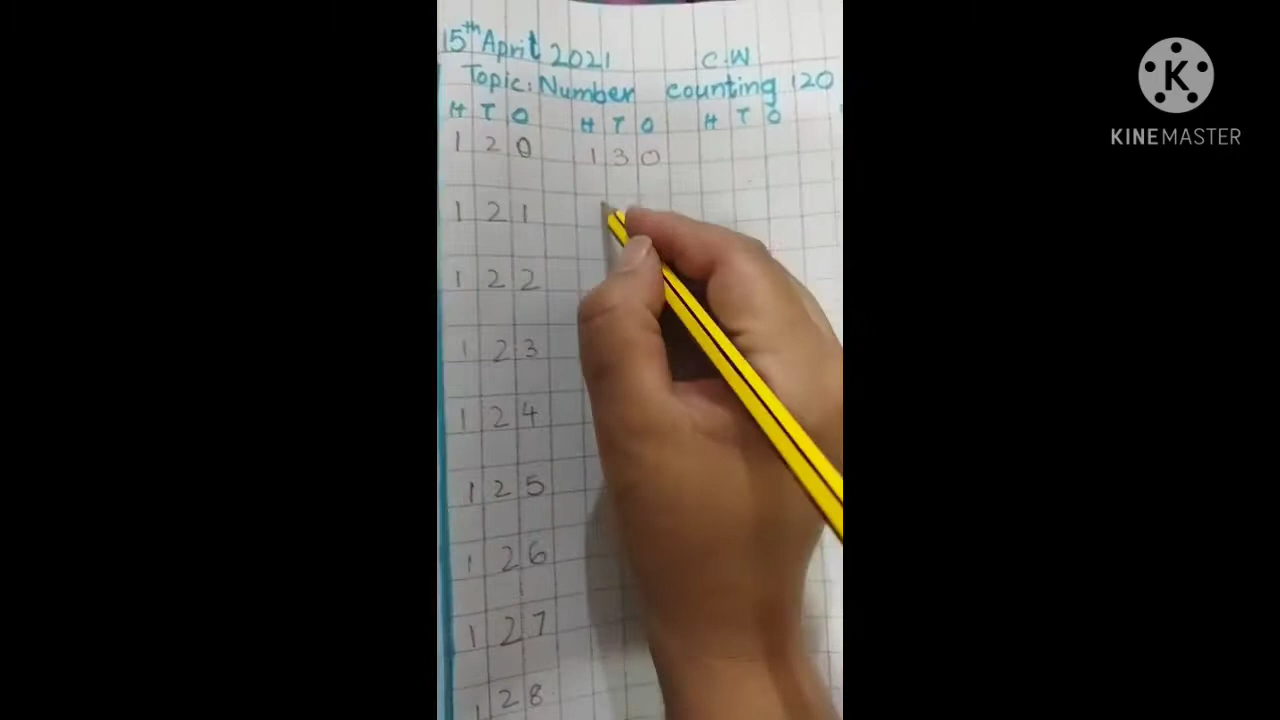 15th April 2021 C.W
Topic: Number counting 120
H T O H T O H T O
1 2 0 1 3 0
1 2 1
1 2 2
1 2 3
1 2 4
1 2 5
1 2 6
1 2 7
1 2 8
K
KINEMASTER